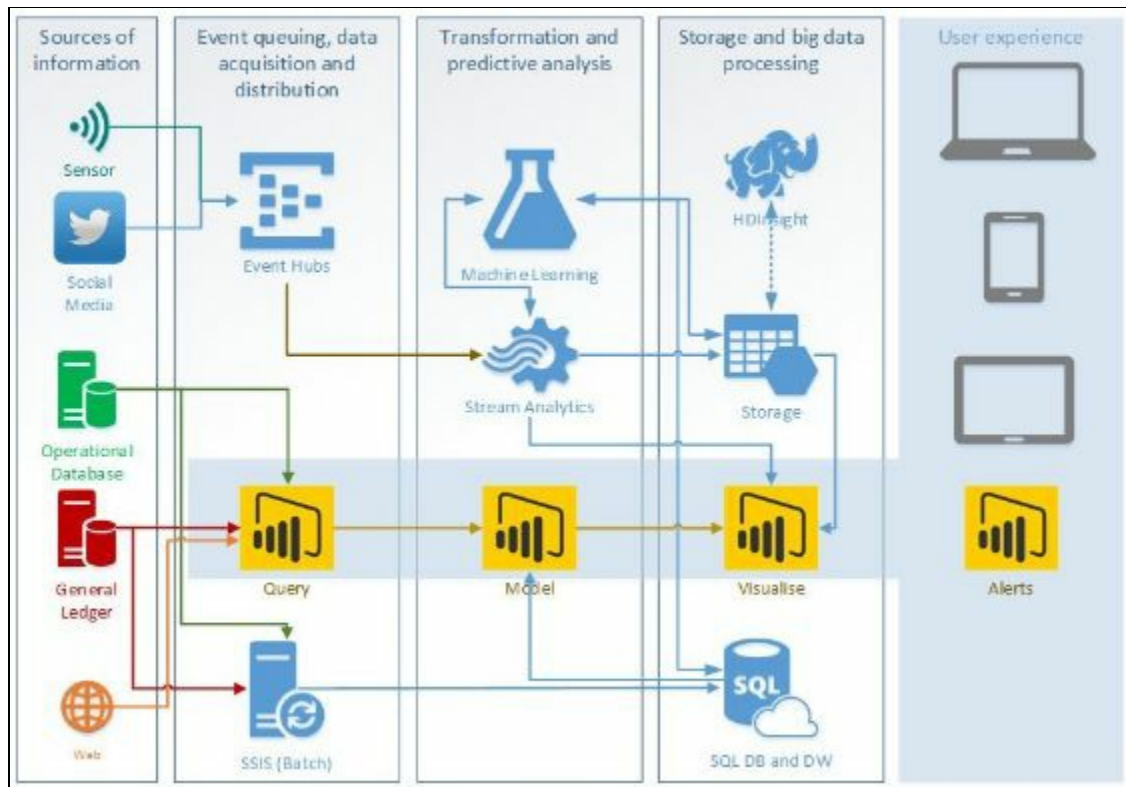 Sources of
information
Event queuing, data
acquisition and
distribution
Transformation and
predictive analysis
Storage and big data
processing
User experience
Sensor
Social
Media
Event Hubs
Machine Learning
HDInsight
Stream Analytics
Storage
Operational
Database
General
Ledger
Query
Model
Visualise
Alerts
Web
SSIS (Batch)
SQL
SQL DB and DW